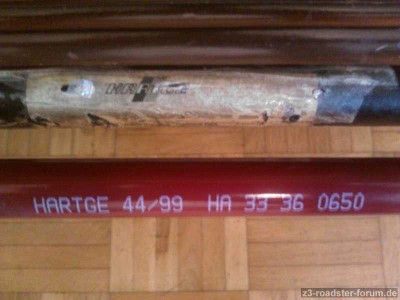 HARTGE 44/99 HA 33 36 0650
z3-roadster-forum.de